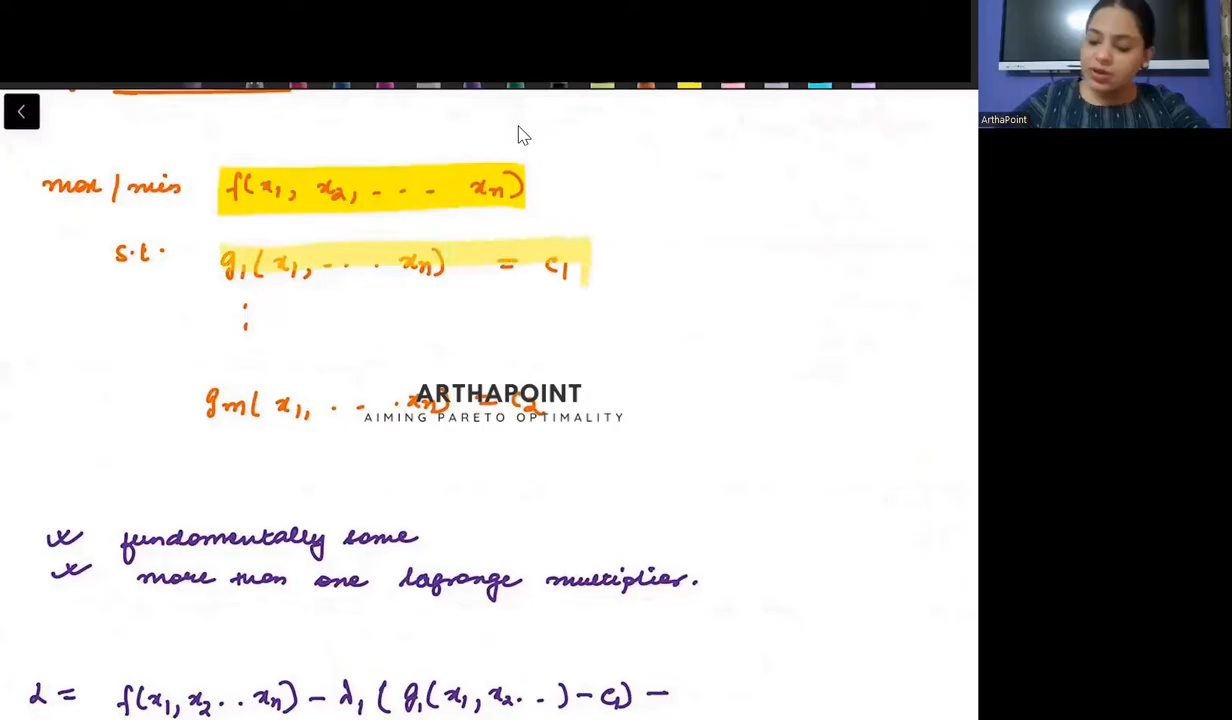 ArthaPoint
max / min f(x₁, x₂, . . . xₙ)
s.t. g₁(x₁, . . . xₙ) = c₁
⋮
gm(x₁, . . . xₙ) = c₂
ARTHAPOINT
AIMING PARETO OPTIMALITY
fundamentally same
more than one lagrange multiplier.
L = f(x₁, x₂ . . xₙ) – λ₁ ( g₁(x₁, x₂ . . ) – c₁) –